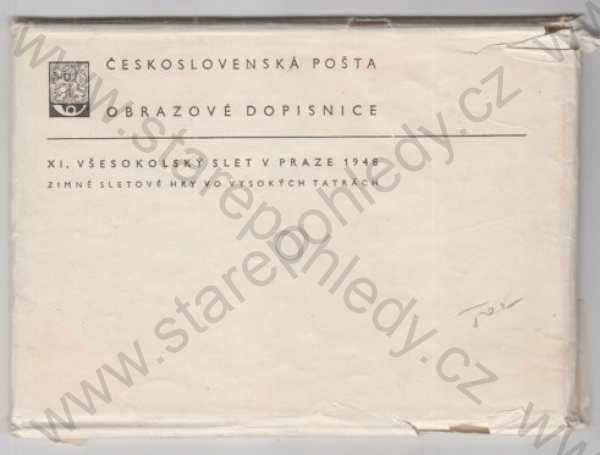 ČESKOSLOVENSKÁ POŠTA
OBRAZOVÉ DOPISNICE
XI. VŠESOKOLSKÝ SLET V PRAZE 1948
ZIMNÉ SLETOVÉ HRY VO VYSOKÝCH TATRÁCH
www.starepohledy.cz
www.starepohledy.cz